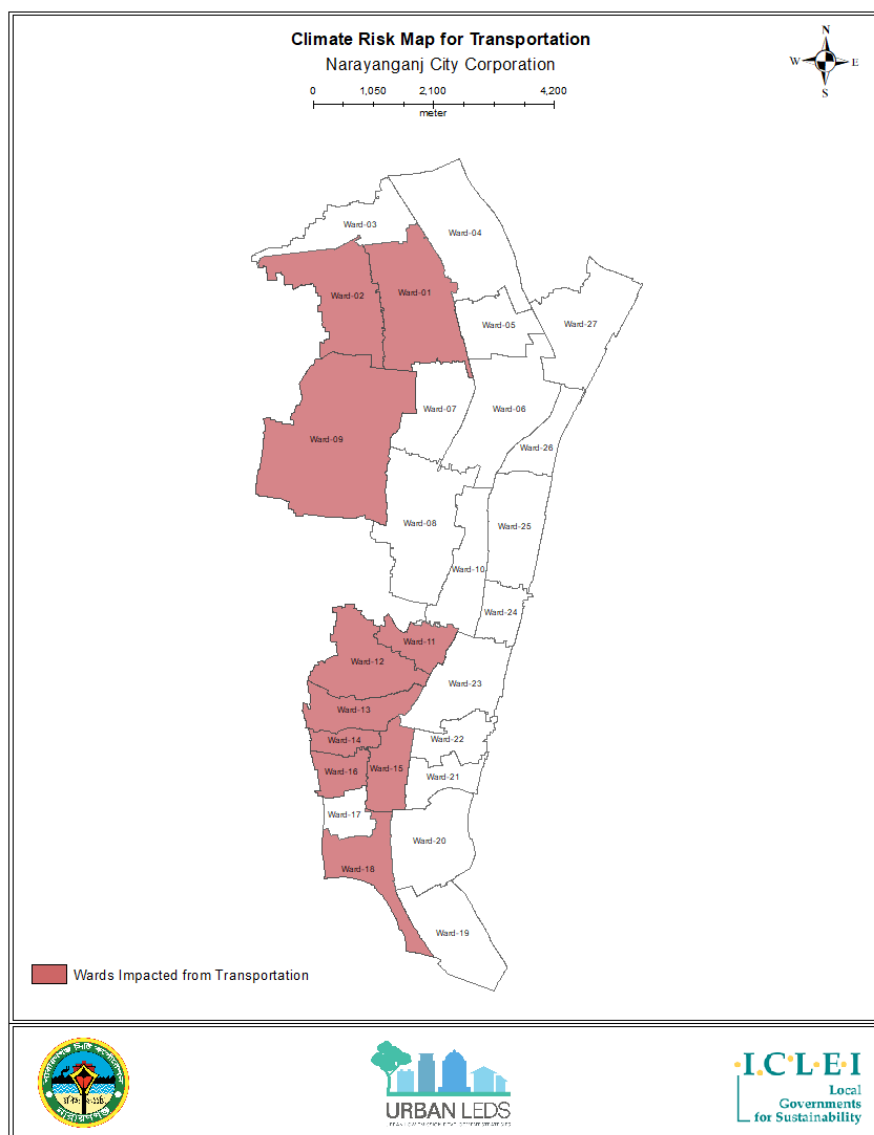 Climate Risk Map for Transportation
Narayanganj City Corporation
0 1,050 2,100 4,200
meter
N
W E
S
Ward-03
Ward-04
Ward-02
Ward-01
Ward-05
Ward-27
Ward-07
Ward-06
Ward-09
Ward-26
Ward-08
Ward-25
Ward-10
Ward-24
Ward-11
Ward-12
Ward-23
Ward-13
Ward-14
Ward-22
Ward-15
Ward-16
Ward-21
Ward-17
Ward-20
Ward-18
Ward-19
Wards Impacted from Transportation
URBAN LEDS
I.C.L.E.I
Local
Governments
for Sustainability